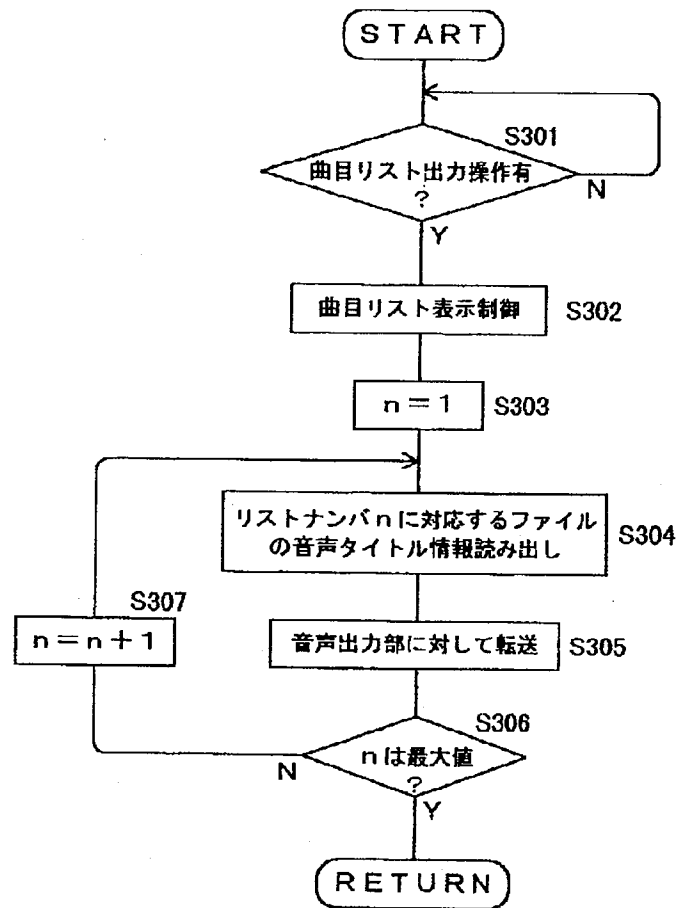 START
S301
曲目リスト出力操作有
?
N
Y
曲目リスト表示制御
S302
n=1
S303
リストナンバnに対応するファイル
の音声タイトル情報読み出し
S304
S307
n=n+1
音声出力部に対して転送
S305
S306
nは最大値
?
N
Y
RETURN